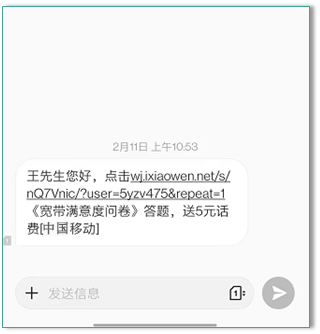 2月11日 上午10:53
王先生您好，点击wj.ixiaowen.net/s/
nQ7Vnic/?user=5yzv475&repeat=1
《宽带满意度问卷》答题，送5元话
费[中国移动]
1
发送信息
1